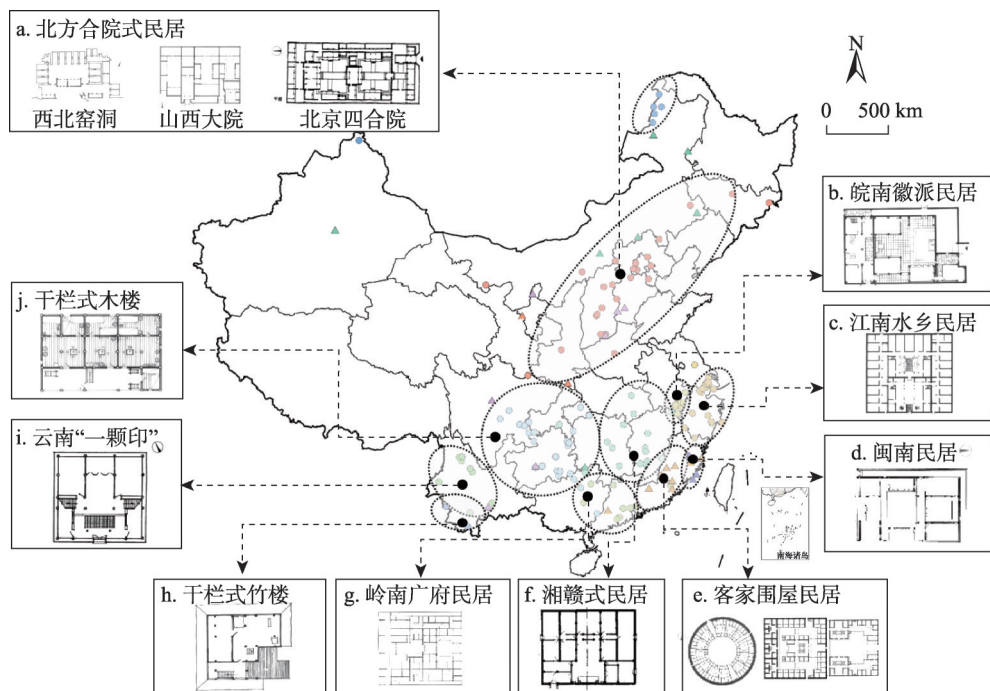 a. 北方合院式民居
西北窑洞
山西大院
北京四合院
N
0 500 km
b. 皖南徽派民居
j. 干栏式木楼
c. 江南水乡民居
i. 云南“一颗印”
d. 闽南民居
南海诸岛
h. 干栏式竹楼
g. 岭南广府民居
f. 湘赣式民居
e. 客家围屋民居